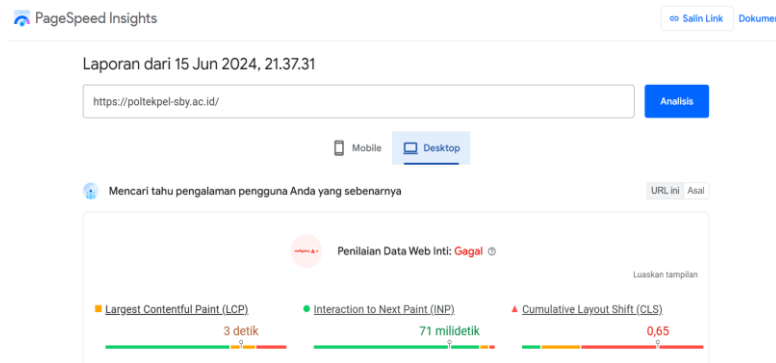 PageSpeed Insights
Salin Link
Dokumen
Laporan dari 15 Jun 2024, 21.37.31
https://poltekpel-sby.ac.id/
Analisis
Mobile
Desktop
Mencari tahu pengalaman pengguna Anda yang sebenarnya
URL ini
Asal
Penilaian Data Web Inti: Gagal
Luaskan tampilan
Largest Contentful Paint (LCP)
3 detik
Interaction to Next Paint (INP)
71 milidetik
Cumulative Layout Shift (CLS)
0,65